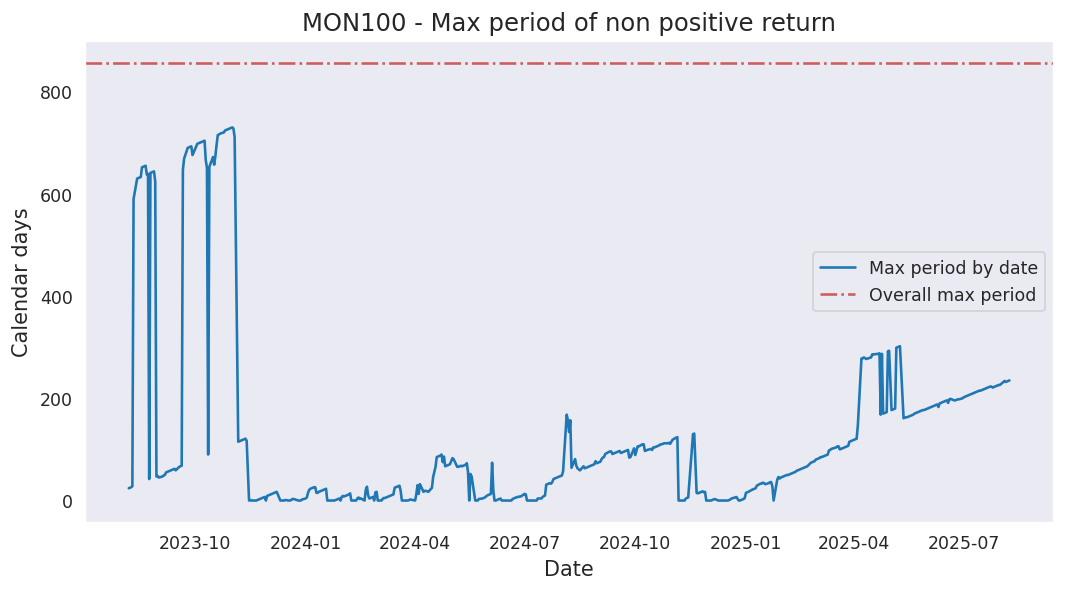 MON100 - Max period of non positive return
Calendar days
800
600
400
200
0
Max period by date
Overall max period
2023-10 2024-01 2024-04 2024-07 2024-10 2025-01 2025-04 2025-07
Date